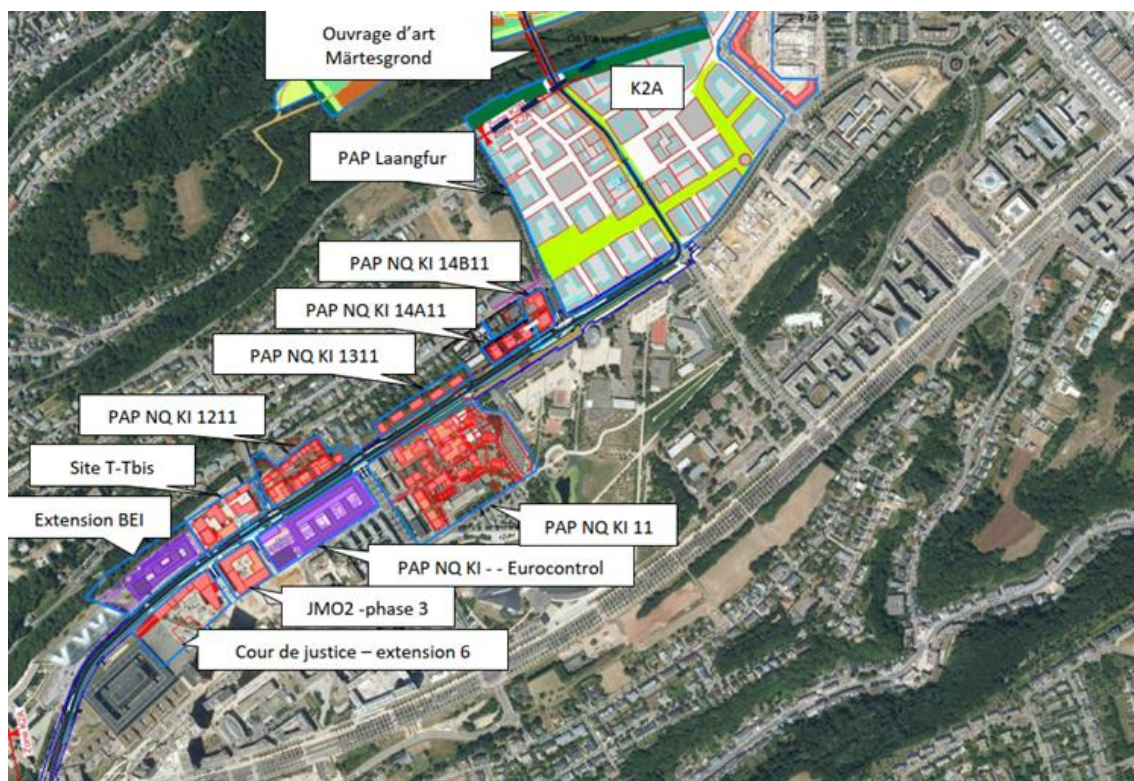 Ouvrage d'art
Märtesgrond
K2A
PAP Laangfur
PAP NQ KI 14B11
PAP NQ KI 14A11
PAP NQ KI 1311
PAP NQ KI 1211
Site T-Tbis
Extension BEI
PAP NQ KI 11
PAP NQ KI - - Eurocontrol
JMO2 -phase 3
Cour de justice – extension 6